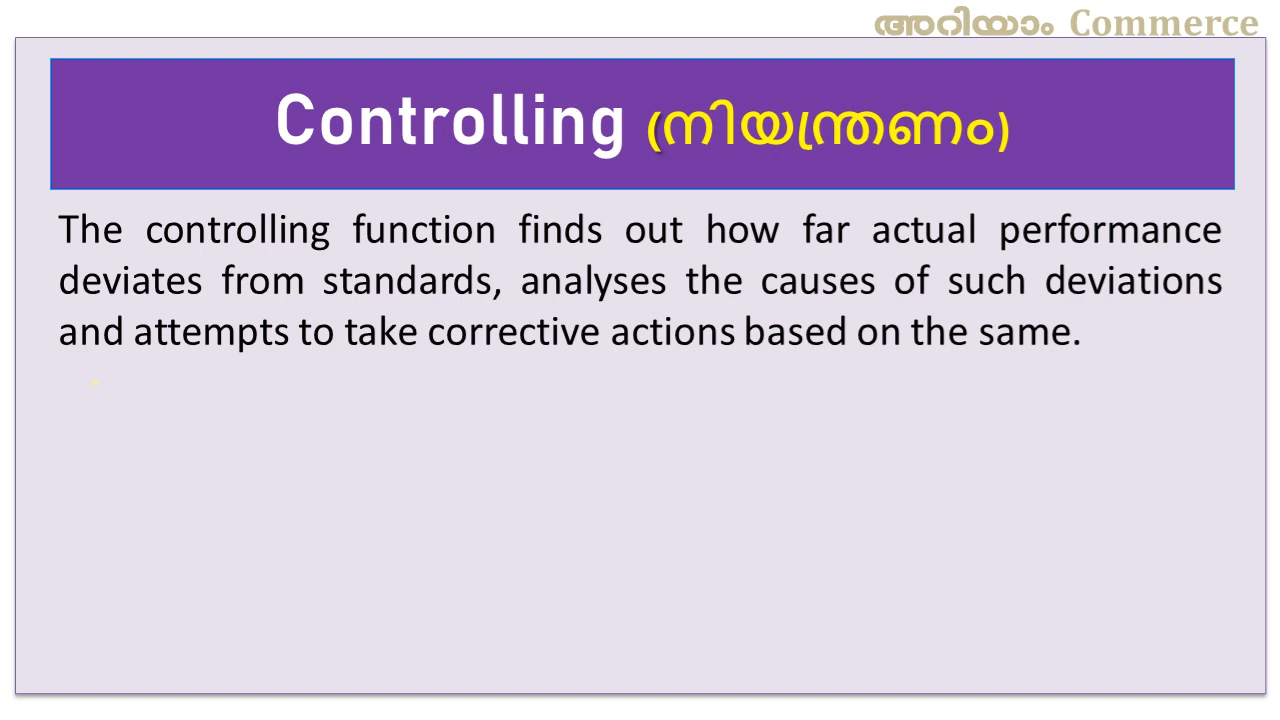 അറിയാം Commerce
Controlling (നിയന്ത്രണം)
The controlling function finds out how far actual performance
deviates from standards, analyses the causes of such deviations
and attempts to take corrective actions based on the same.